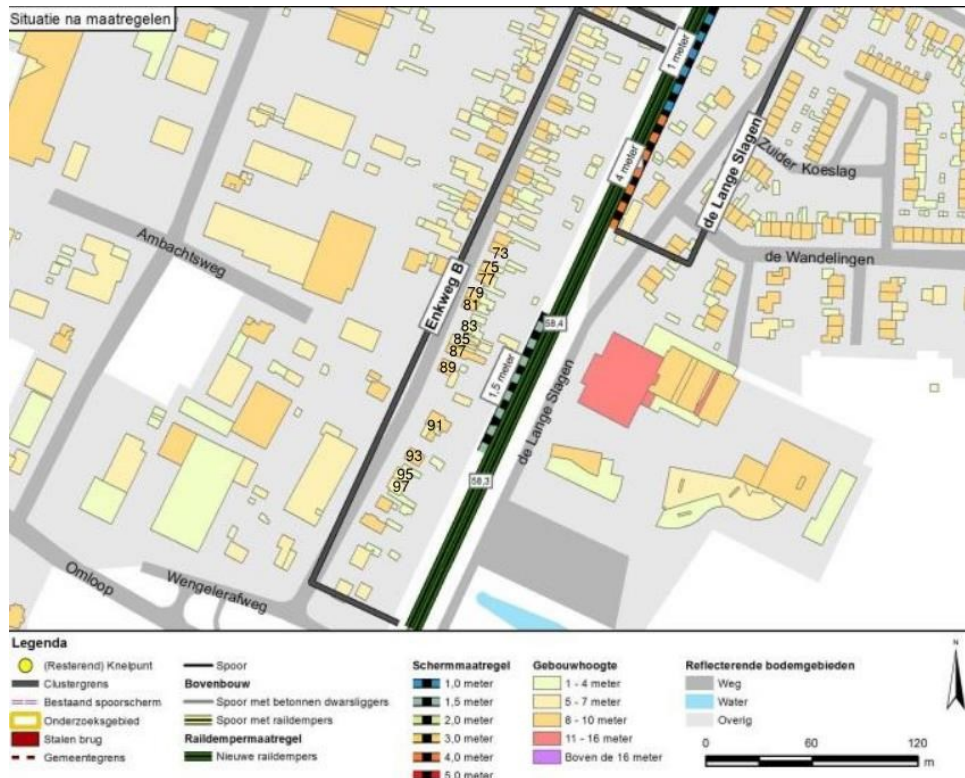 Situatie na maatregelen
1 meter
4 meter
Zuider Koeslag
de Lange Slagen
de Wandelingen
Ambachtsweg
Enkweg B
73
75
77
79
81
83
85
87
89
91
93
95
97
58,4
1,5 meter
58,3
de Lange Slagen
Omloop
Wengelerafweg
Legenda
(Resterend) Knelpunt
Clustergrens
Bestaand spoorscherm
Onderzoeksgebied
Stalen brug
Gemeentegrens
Spoor
Bovenbouw
Spoor met betonnen dwarsliggers
Spoor met raildempers
Raildempermaatregel
Nieuwe raildempers
Schermmaatregel
1,0 meter
1,5 meter
2,0 meter
3,0 meter
4,0 meter
5,0 meter
Gebouwhoogte
1 - 4 meter
5 - 7 meter
8 - 10 meter
11 - 16 meter
Boven de 16 meter
Reflecterende bodemgebieden
Weg
Water
Overig
N
0 60 120
m